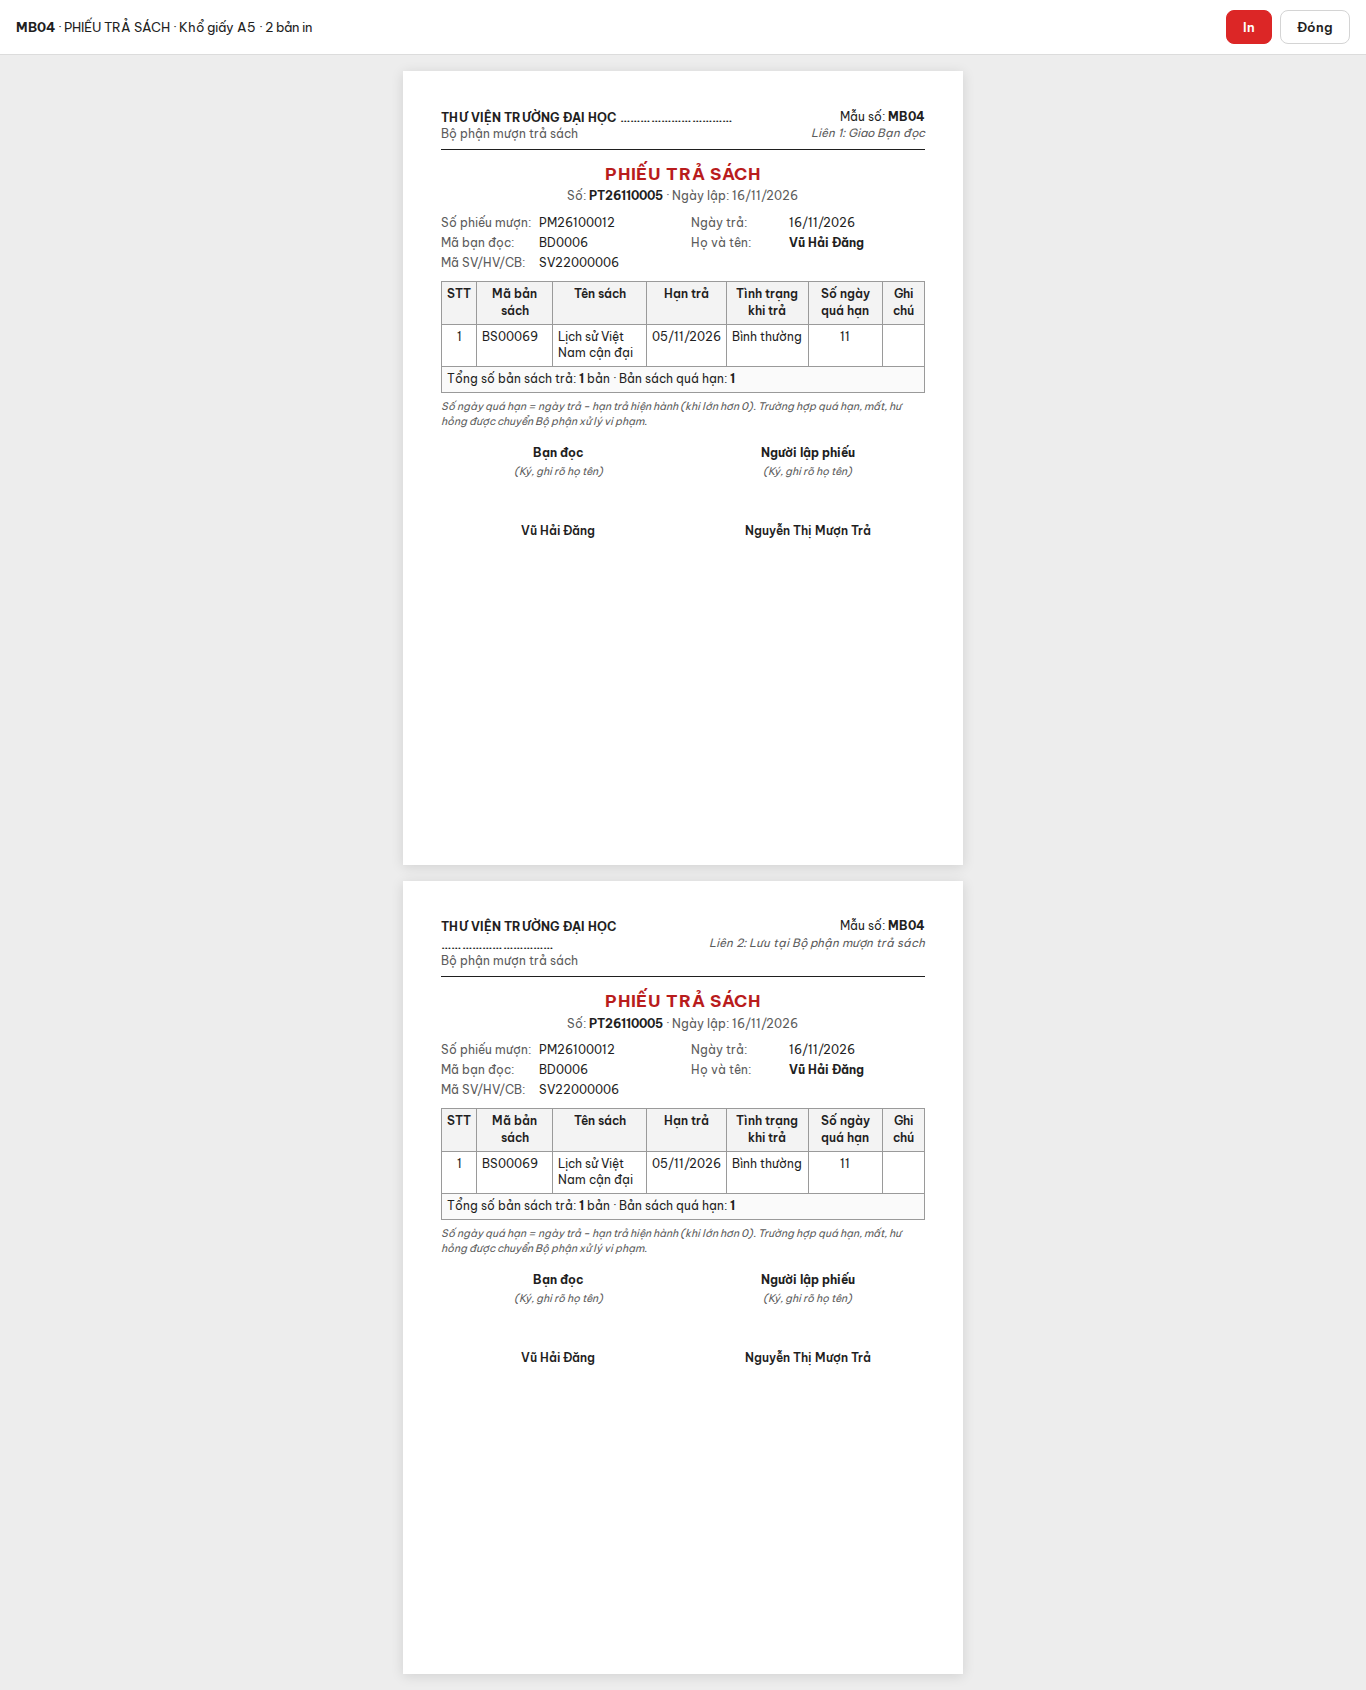 MB04 · PHIẾU TRẢ SÁCH · Khổ giấy A5 · 2 bản in
In
Đóng
THƯ VIỆN TRƯỜNG ĐẠI HỌC ……………………………
Mẫu số: MB04
Bộ phận mượn trả sách
Liên 1: Giao Bạn đọc
PHIẾU TRẢ SÁCH
Số: PT26110005 · Ngày lập: 16/11/2026
Số phiếu mượn: PM26100012
Ngày trả: 16/11/2026
Mã bạn đọc: BD0006
Họ và tên: Vũ Hải Đăng
Mã SV/HV/CB: SV22000006
STT Mã bản sách Tên sách Hạn trả Tình trạng khi trả Số ngày quá hạn Ghi chú
1 BS00069 Lịch sử Việt Nam cận đại 05/11/2026 Bình thường 11
Tổng số bản sách trả: 1 bản · Bản sách quá hạn: 1
Số ngày quá hạn = ngày trả – hạn trả hiện hành (khi lớn hơn 0). Trường hợp quá hạn, mất, hư
hỏng được chuyển Bộ phận xử lý vi phạm.
Bạn đọc
Người lập phiếu
(Ký, ghi rõ họ tên)
(Ký, ghi rõ họ tên)
Vũ Hải Đăng
Nguyễn Thị Mượn Trả
THƯ VIỆN TRƯỜNG ĐẠI HỌC
……………………………
Mẫu số: MB04
Liên 2: Lưu tại Bộ phận mượn trả sách
Bộ phận mượn trả sách
PHIẾU TRẢ SÁCH
Số: PT26110005 · Ngày lập: 16/11/2026
Số phiếu mượn: PM26100012
Ngày trả: 16/11/2026
Mã bạn đọc: BD0006
Họ và tên: Vũ Hải Đăng
Mã SV/HV/CB: SV22000006
STT Mã bản sách Tên sách Hạn trả Tình trạng khi trả Số ngày quá hạn Ghi chú
1 BS00069 Lịch sử Việt Nam cận đại 05/11/2026 Bình thường 11
Tổng số bản sách trả: 1 bản · Bản sách quá hạn: 1
Số ngày quá hạn = ngày trả – hạn trả hiện hành (khi lớn hơn 0). Trường hợp quá hạn, mất, hư
hỏng được chuyển Bộ phận xử lý vi phạm.
Bạn đọc
Người lập phiếu
(Ký, ghi rõ họ tên)
(Ký, ghi rõ họ tên)
Vũ Hải Đăng
Nguyễn Thị Mượn Trả